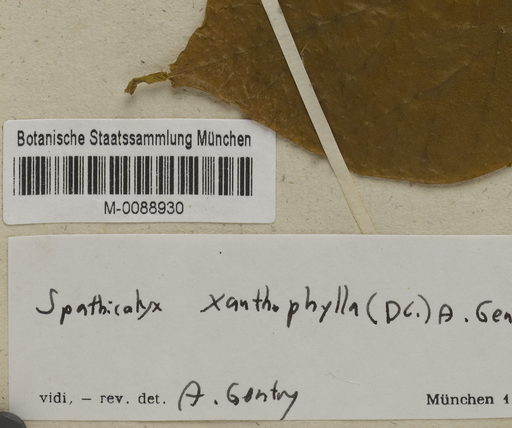 Botanische Staatssammlung München
M-0088930
Spathicalyx xanthophylla (DC.) A. Gen
vidi, – rev. det. A. Gentry München 1